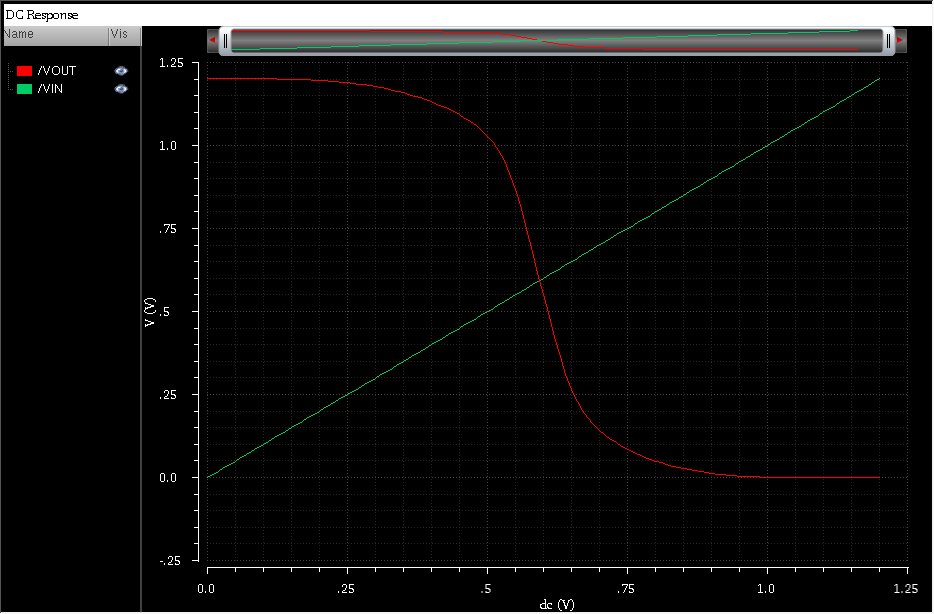 DC Response
Name Vis
/VOUT
/VIN
1.25
1.0
.75
.5
.25
0.0
-.25
V (V)
0.0 .25 .5 .75 1.0 1.25
dc (V)